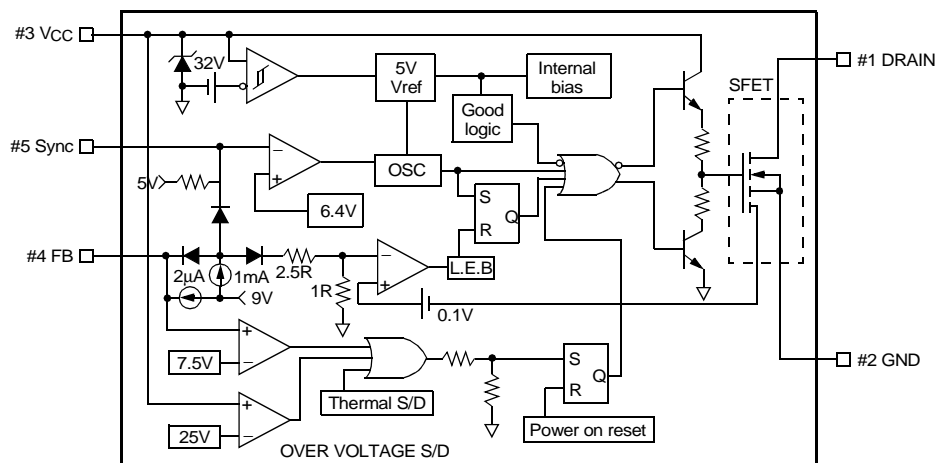 #3 VCC
32V
5V
Vref
Internal
bias
#1 DRAIN
SFET
Good
logic
#5 Sync
−
+
OSC
5V
6.4V
S
R
Q
#4 FB
2μA
1mA
9V
2.5R
1R
−
+
L.E.B
0.1V
+
−
7.5V
Thermal S/D
S
R
Q
#2 GND
+
−
25V
Power on reset
OVER VOLTAGE S/D